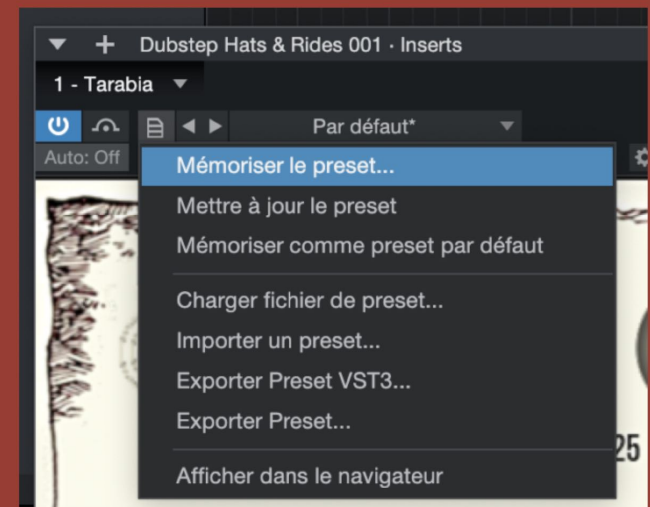 Dubstep Hats & Rides 001 · Inserts
1 - Tarabia
Par défaut*
Auto: Off
Mémoriser le preset...
Mettre à jour le preset
Mémoriser comme preset par défaut
Charger fichier de preset...
Importer un preset...
Exporter Preset VST3...
Exporter Preset...
25
Afficher dans le navigateur